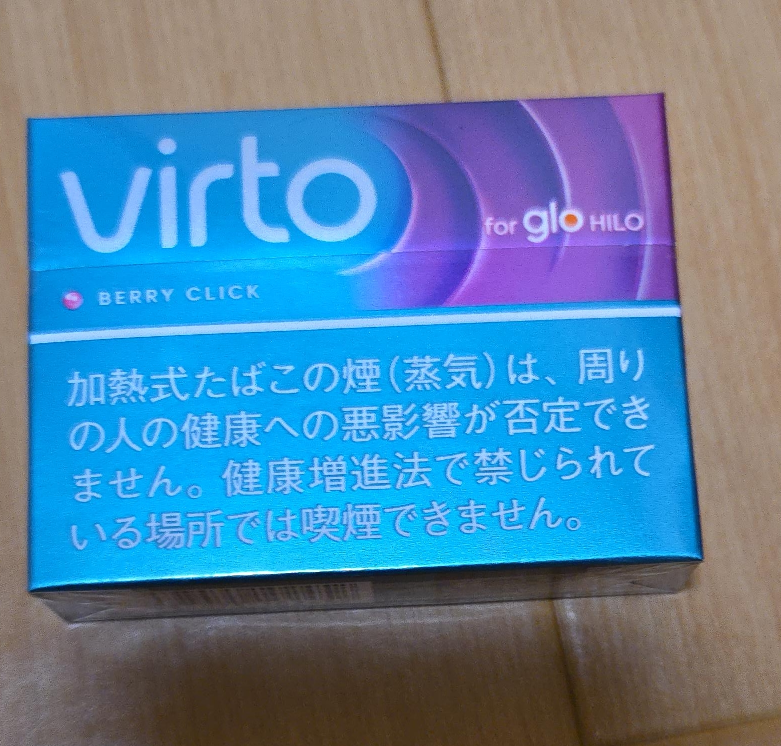 virto
for glo HILO
BERRY CLICK
加熱式たばこの煙(蒸気)は、周り
の人の健康への悪影響が否定でき
ません。健康増進法で禁じられて
いる場所では喫煙できません。